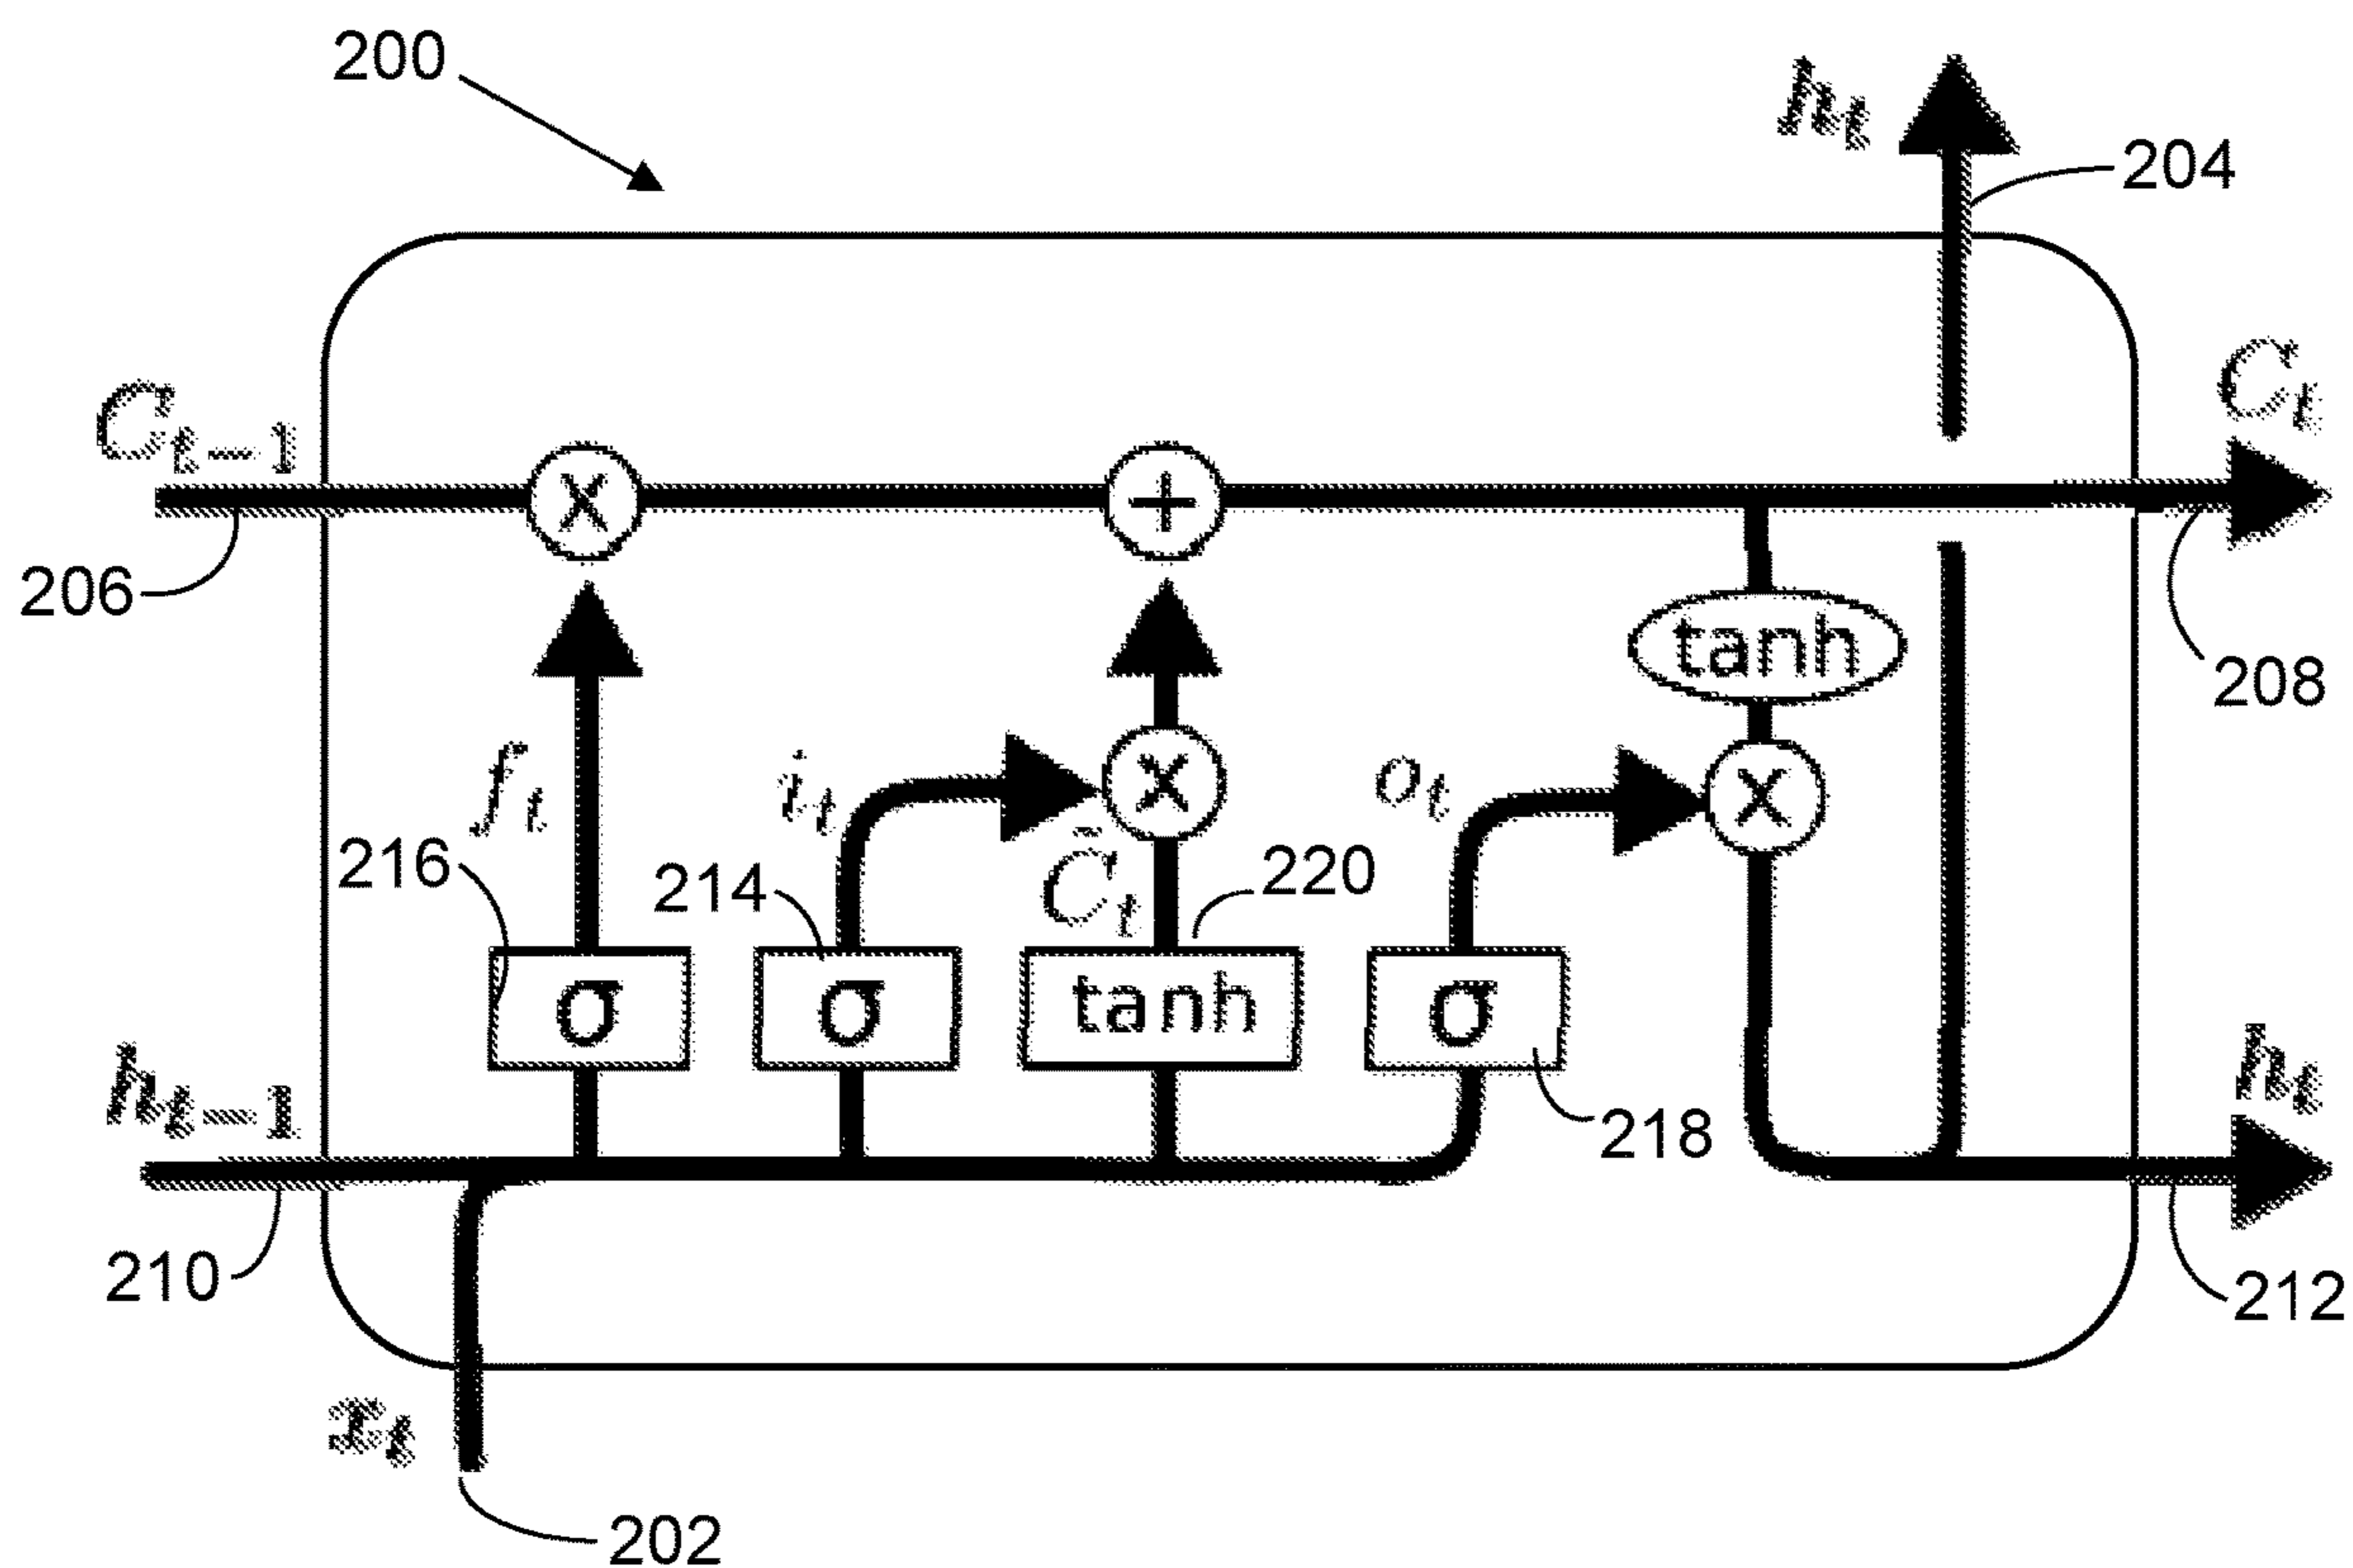 200
h_t
204
C_{t-1}
C_t
×
+
206
tanh
208
f_t
i_t
×
o_t
×
216
214
C̃_t
220
σ
σ
tanh
σ
h_{t-1}
h_t
218
210
212
x_t
202